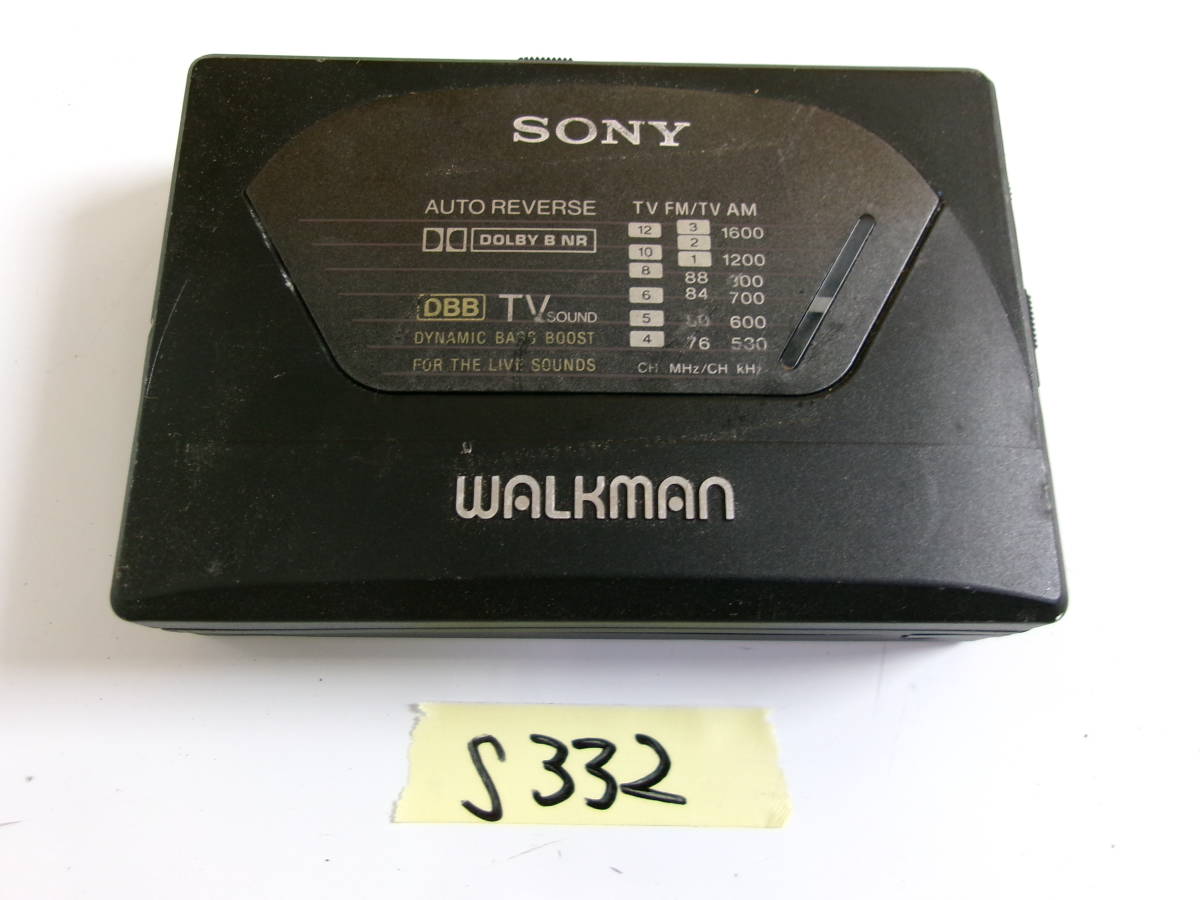 SONY
AUTO REVERSE
DOLBY B NR
DBB TV SOUND
DYNAMIC BASS BOOST
FOR THE LIVE SOUNDS
TV FM/TV AM
12 3 1600
2
10 1 1200
8 88
6 84 700
5 600
4 76 530
CH MHz/CH kHz
WALKMAN
S332